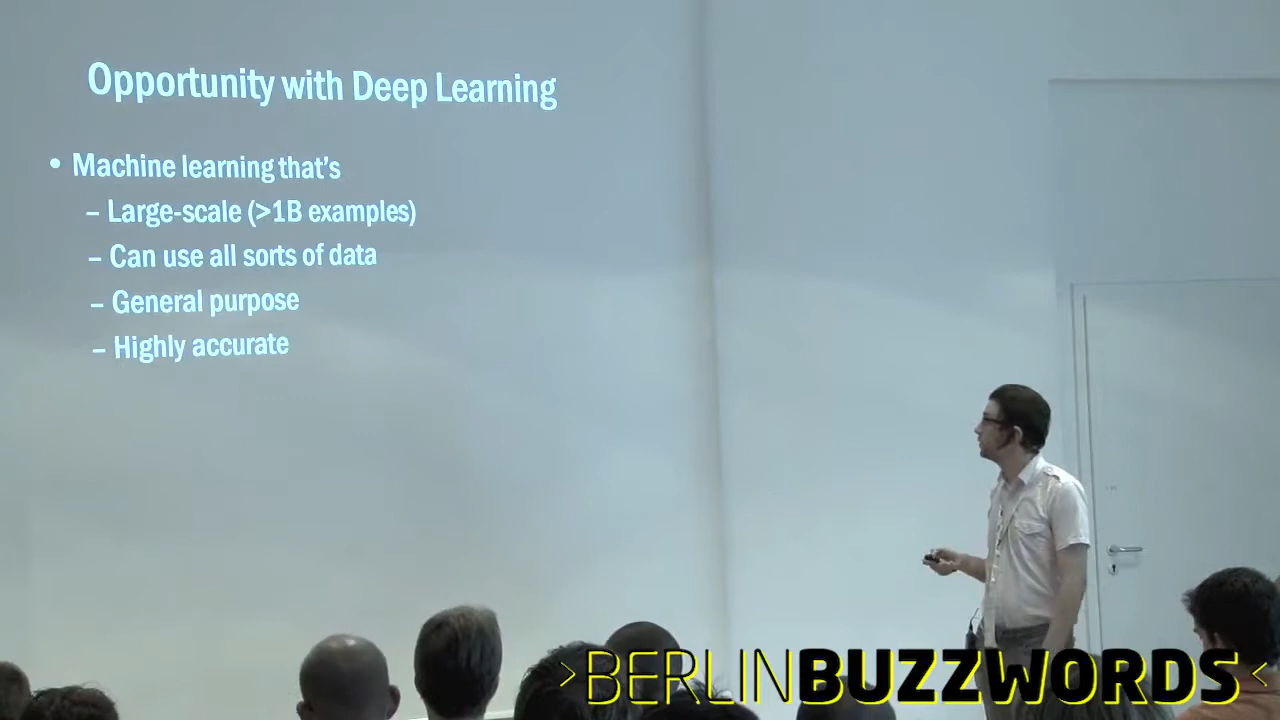 Opportunity with Deep Learning
• Machine learning that's
– Large-scale (>1B examples)
– Can use all sorts of data
– General purpose
– Highly accurate
>BERLINBUZZWORDS<